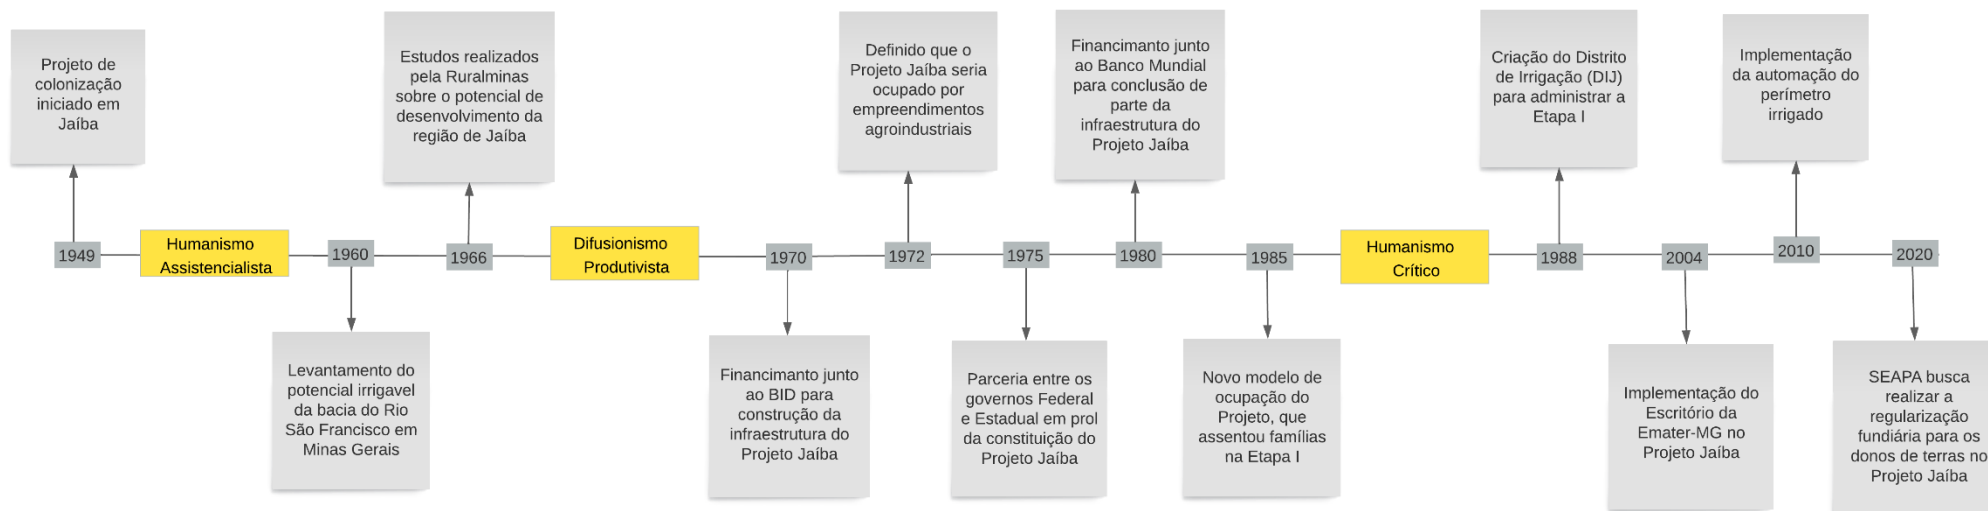 Projeto de
colonização
iniciado em
Jaíba
1949
Humanismo
Assistencialista
1960
Levantamento do
potencial irrigavel
da bacia do Rio
São Francisco em
Minas Gerais
Estudos realizados
pela Ruralminas
sobre o potencial de
desenvolvimento da
região de Jaíba
1966
Difusionismo
Produtivista
1970
Financimanto junto
ao BID para
construção da
infraestrutura do
Projeto Jaíba
Definido que o
Projeto Jaíba seria
ocupado por
empreendimentos
agroindustriais
1972
1975
Parceria entre os
governos Federal
e Estadual em prol
da constituição do
Projeto Jaíba
Financimanto junto
ao Banco Mundial
para conclusão de
parte da
infraestrutura do
Projeto Jaíba
1980
1985
Novo modelo de
ocupação do
Projeto, que
assentou famílias
na Etapa I
Humanismo
Crítico
Criação do Distrito
de Irrigação (DIJ)
para administrar a
Etapa I
1988
2004
Implementação do
Escritório da
Emater-MG no
Projeto Jaíba
Implementação
da automação do
perímetro
irrigado
2010
2020
SEAPA busca
realizar a
regularização
fundiária para os
donos de terras no
Projeto Jaíba